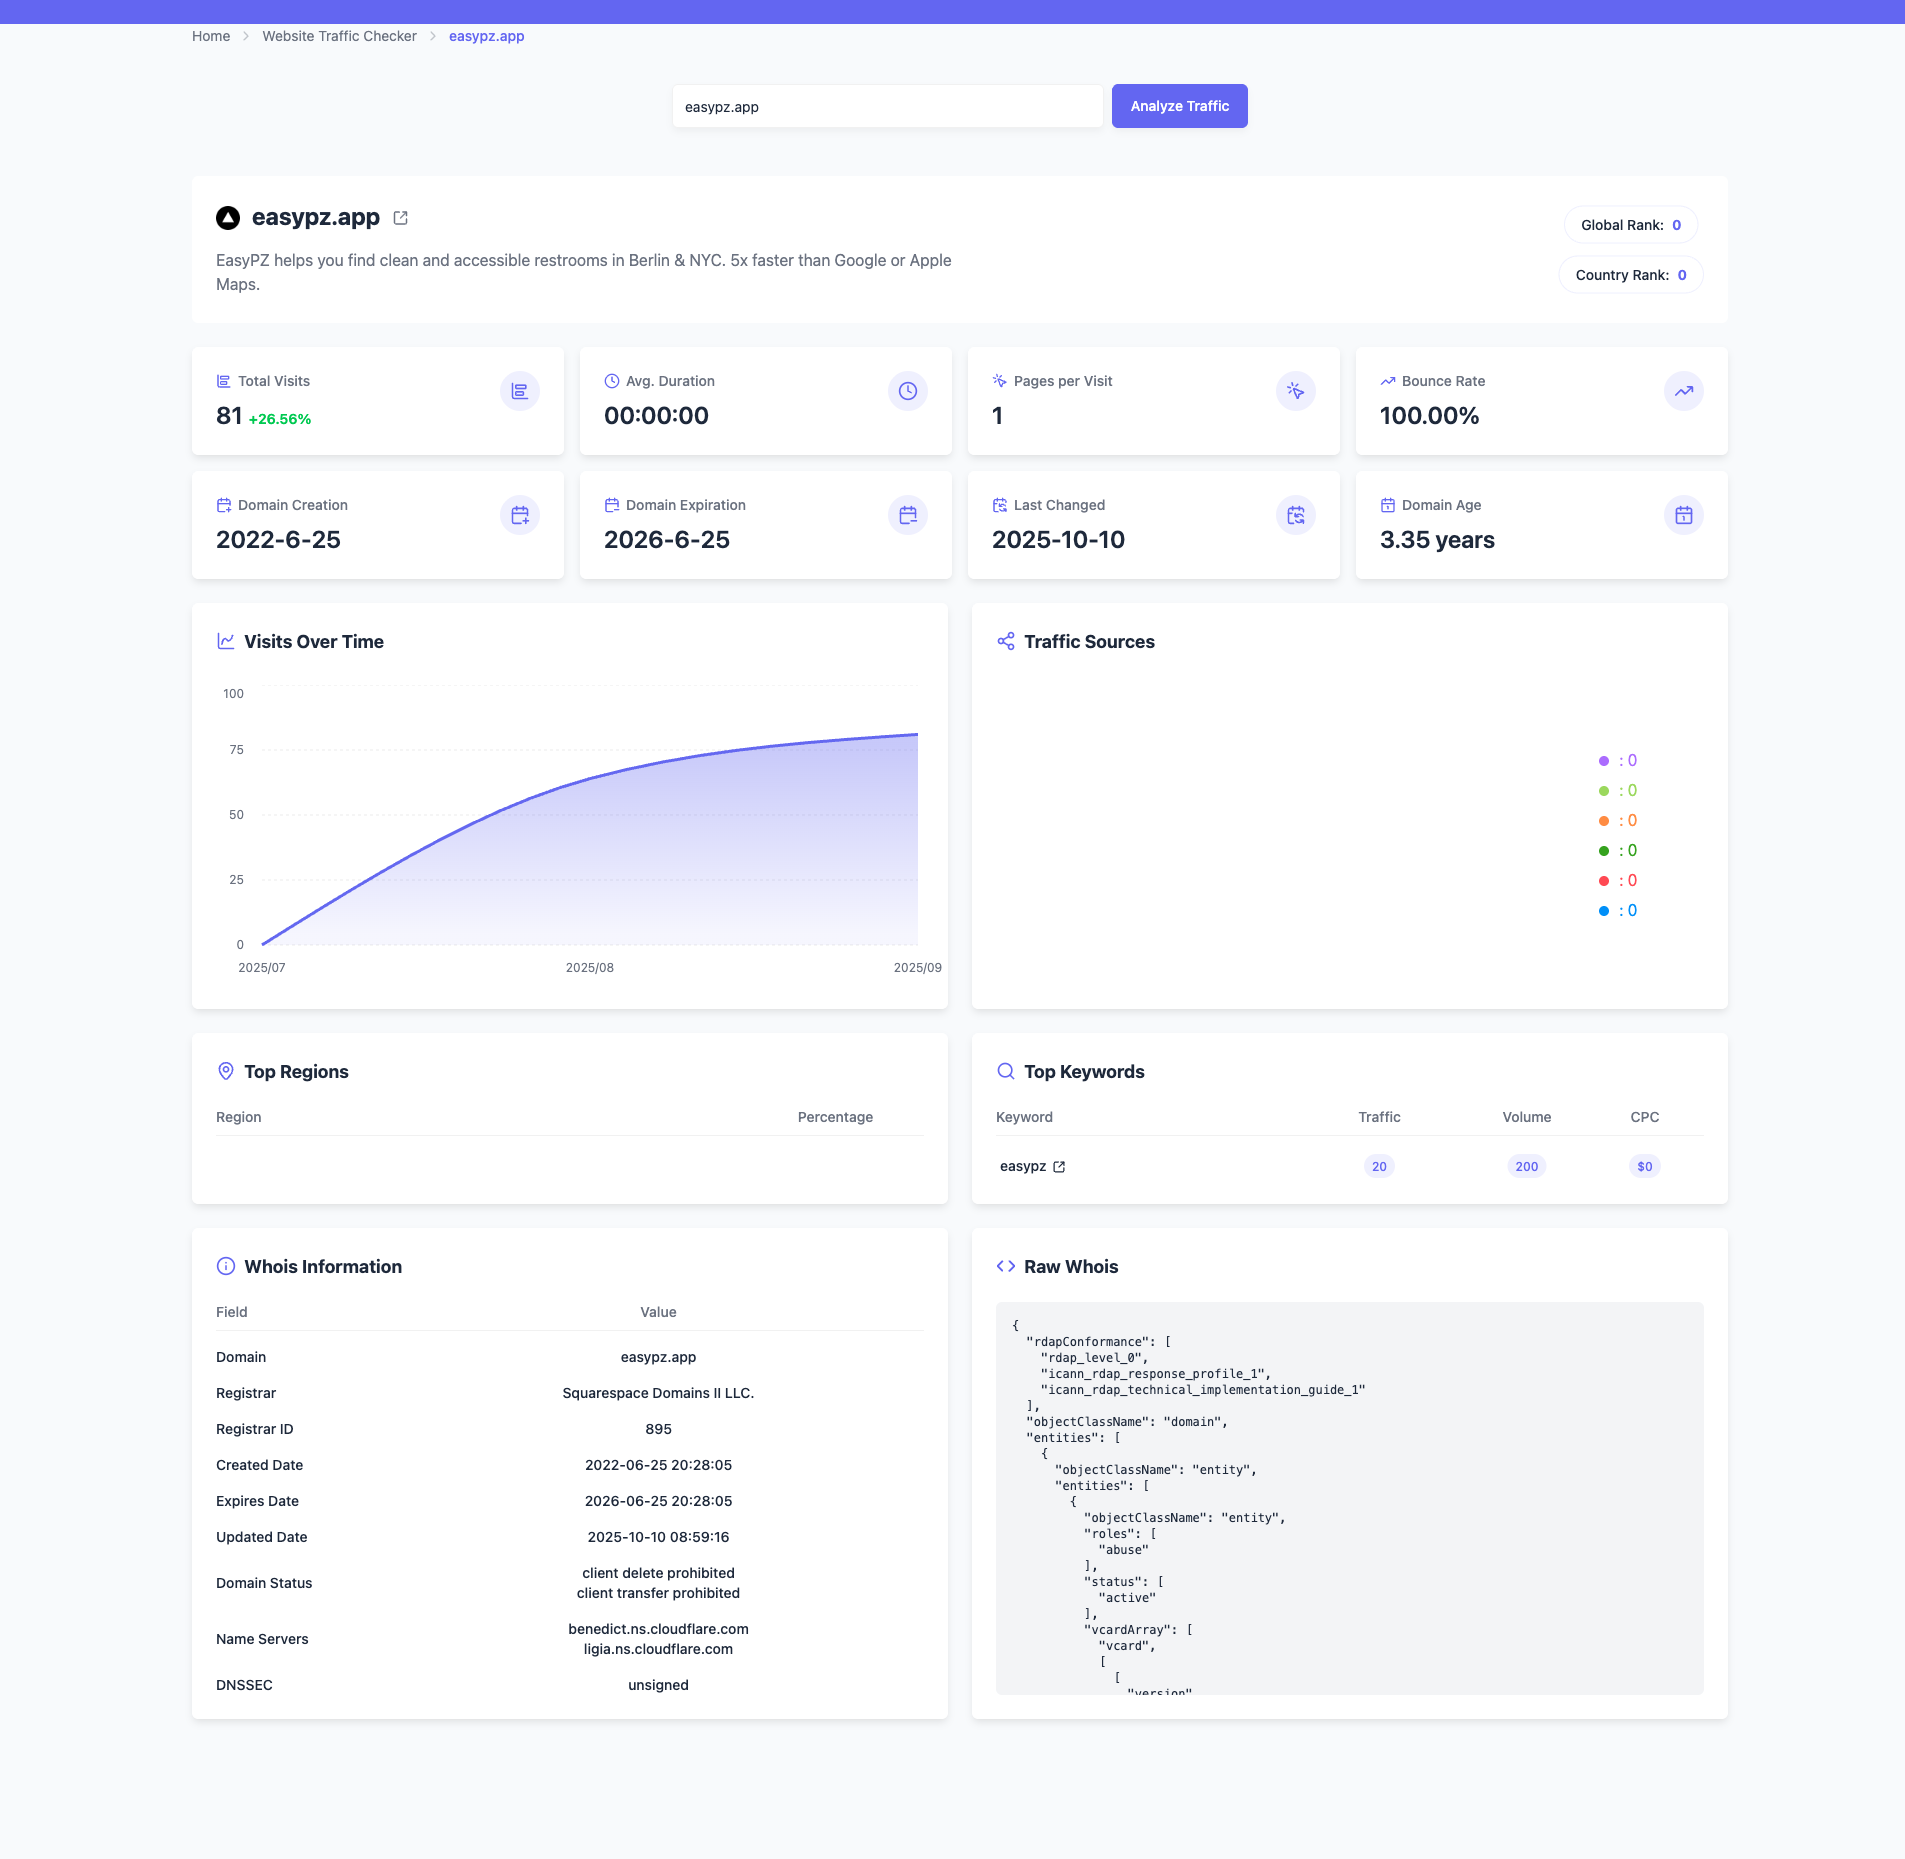 Home
Website Traffic Checker
easypz.app
easypz.app
Analyze Traffic
easypz.app
EasyPZ helps you find clean and accessible restrooms in Berlin & NYC. 5x faster than Google or Apple
Maps.
Global Rank: 0
Country Rank: 0
Total Visits
81 +26.56%
Avg. Duration
00:00:00
Pages per Visit
1
Bounce Rate
100.00%
Domain Creation
2022-6-25
Domain Expiration
2026-6-25
Last Changed
2025-10-10
Domain Age
3.35 years
Visits Over Time
100
75
50
25
0
2025/07
2025/08
2025/09
Traffic Sources
: 0
: 0
: 0
: 0
: 0
: 0
Top Regions
Region Percentage
Top Keywords
Keyword Traffic Volume CPC
easypz 20 200 $0
Whois Information
Field Value
Domain easypz.app
Registrar Squarespace Domains II LLC.
Registrar ID 895
Created Date 2022-06-25 20:28:05
Expires Date 2026-06-25 20:28:05
Updated Date 2025-10-10 08:59:16
Domain Status client delete prohibited
client transfer prohibited
Name Servers benedict.ns.cloudflare.com
ligia.ns.cloudflare.com
DNSSEC unsigned
Raw Whois
{
"rdapConformance": [
"rdap_level_0",
"icann_rdap_response_profile_1",
"icann_rdap_technical_implementation_guide_1"
],
"objectClassName": "domain",
"entities": [
{
"objectClassName": "entity",
"entities": [
{
"objectClassName": "entity",
"roles": [
"abuse"
],
"status": [
"active"
],
"vcardArray": [
"vcard",
[
[
"version"